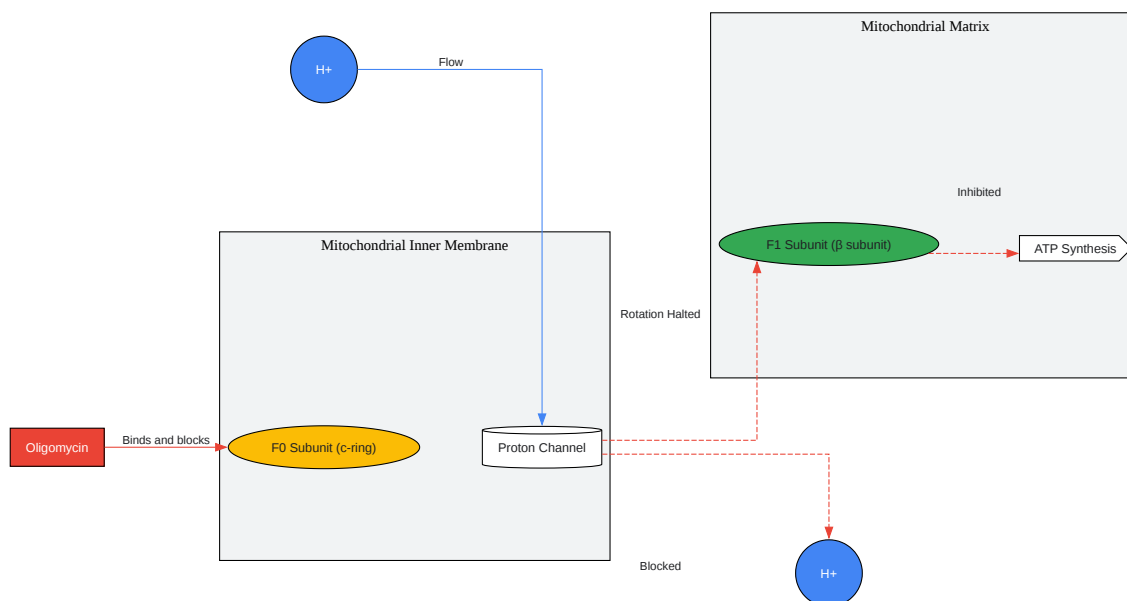 Mitochondrial Matrix
H+
Flow
Inhibited
Mitochondrial Inner Membrane
F1 Subunit (β subunit)
ATP Synthesis
Rotation Halted
Oligomycin
Binds and blocks
F0 Subunit (c-ring)
Proton Channel
Blocked
H+